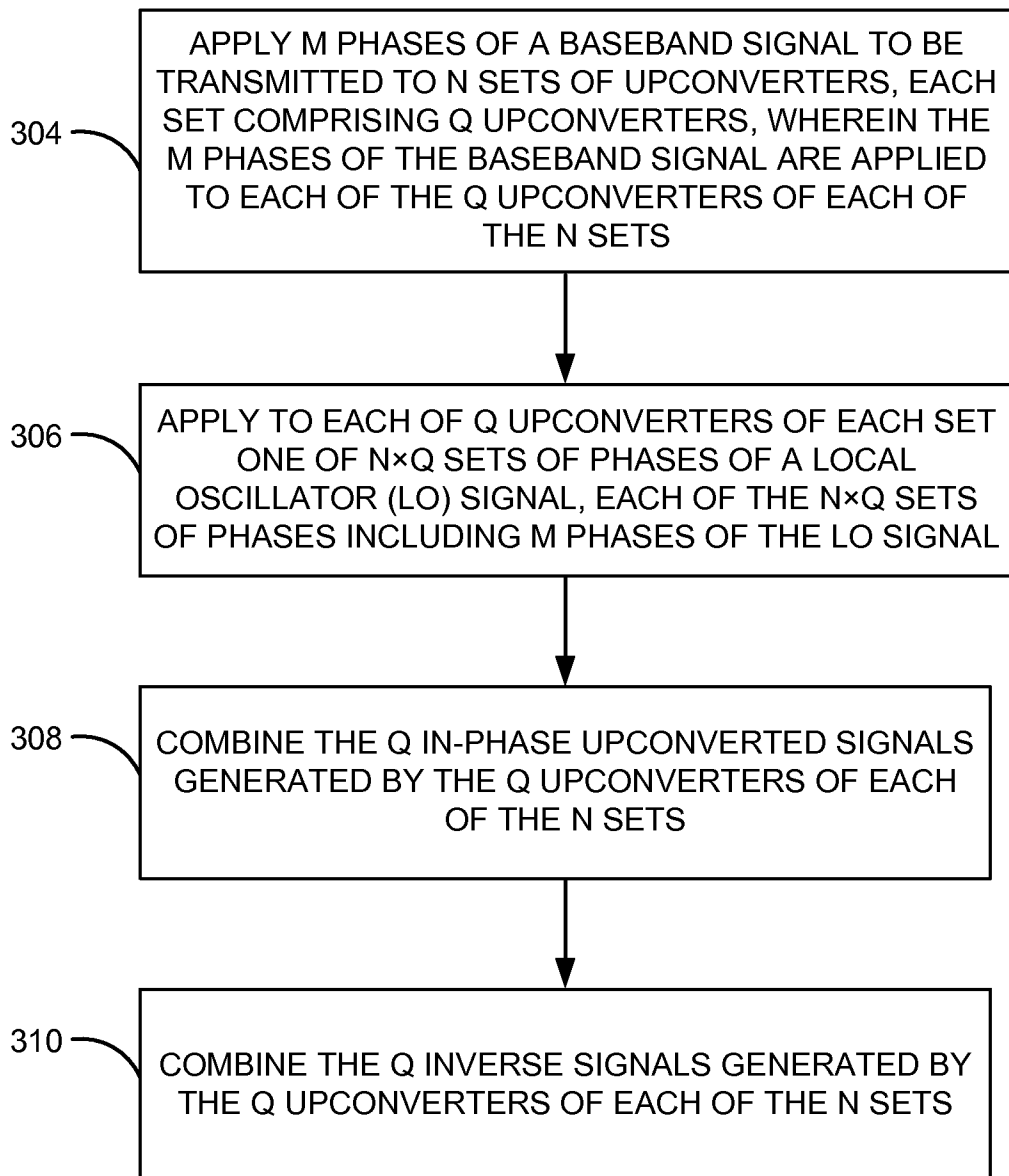 304
APPLY M PHASES OF A BASEBAND SIGNAL TO BE
TRANSMITTED TO N SETS OF UPCONVERTERS, EACH
SET COMPRISING Q UPCONVERTERS, WHEREIN THE
M PHASES OF THE BASEBAND SIGNAL ARE APPLIED
TO EACH OF THE Q UPCONVERTERS OF EACH OF
THE N SETS
306
APPLY TO EACH OF Q UPCONVERTERS OF EACH SET
ONE OF N×Q SETS OF PHASES OF A LOCAL
OSCILLATOR (LO) SIGNAL, EACH OF THE N×Q SETS
OF PHASES INCLUDING M PHASES OF THE LO SIGNAL
308
COMBINE THE Q IN-PHASE UPCONVERTED SIGNALS
GENERATED BY THE Q UPCONVERTERS OF EACH
OF THE N SETS
310
COMBINE THE Q INVERSE SIGNALS GENERATED BY
THE Q UPCONVERTERS OF EACH OF THE N SETS